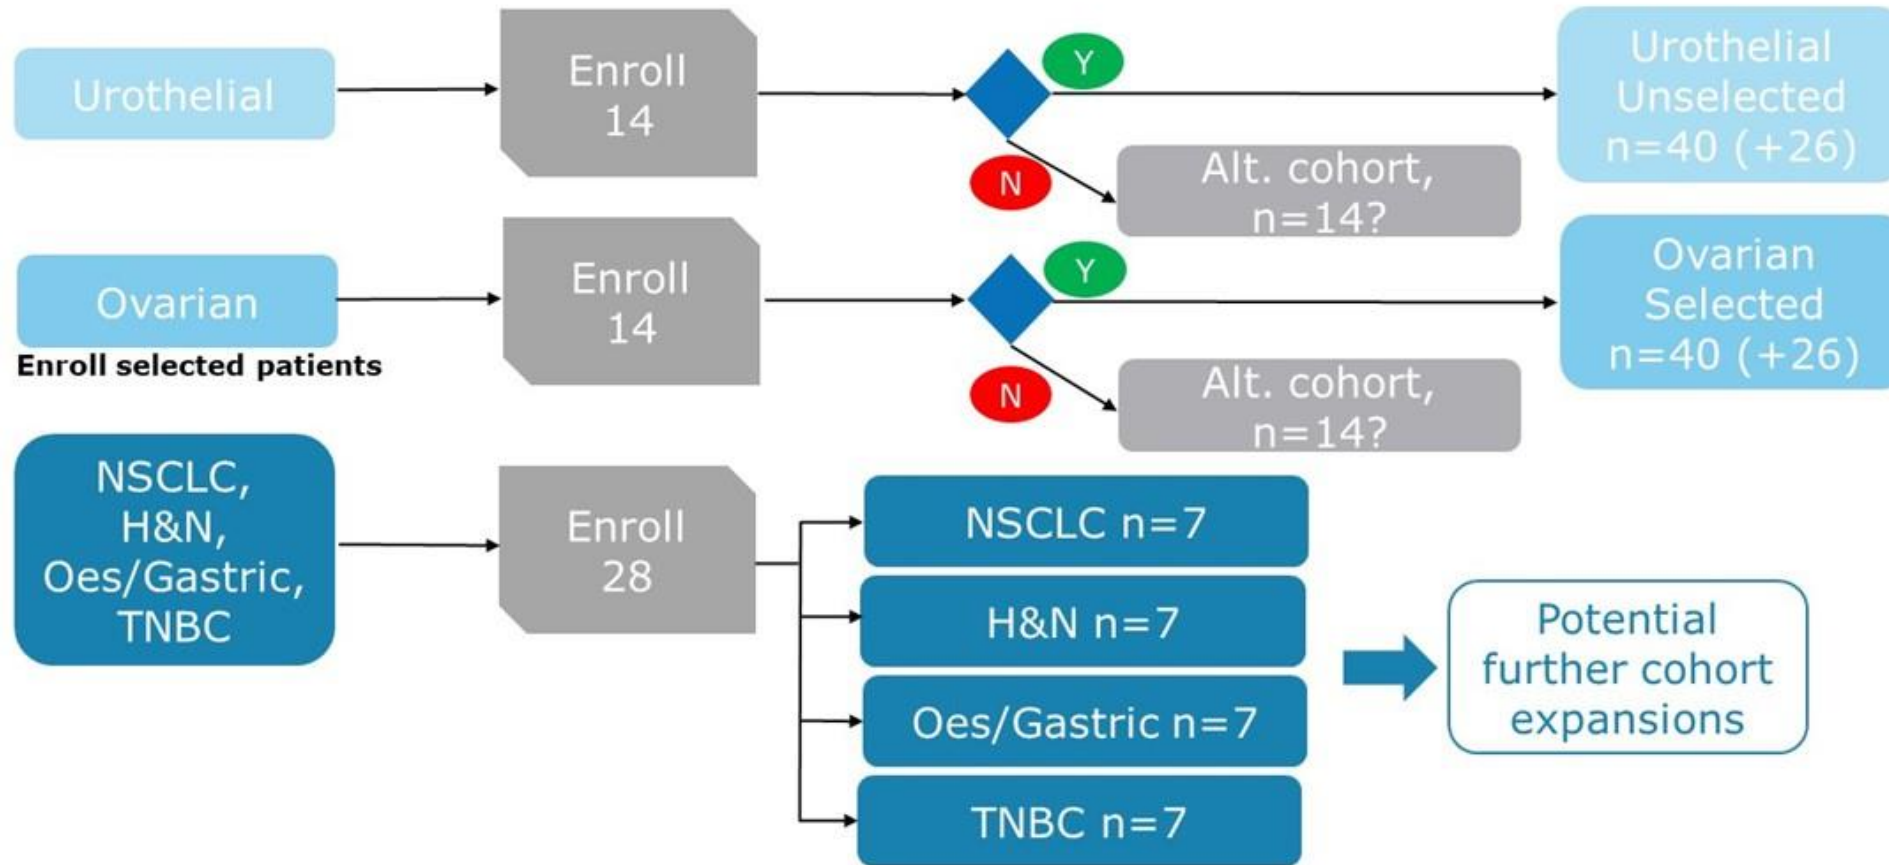 Urothelial
Enroll
14
Y
N
Alt. cohort,
n=14?
Urothelial
Unselected
n=40 (+26)
Ovarian
Enroll selected patients
Enroll
14
Y
N
Alt. cohort,
n=14?
Ovarian
Selected
n=40 (+26)
NSCLC,
H&N,
Oes/Gastric,
TNBC
Enroll
28
NSCLC n=7
H&N n=7
Oes/Gastric n=7
TNBC n=7
Potential
further cohort
expansions